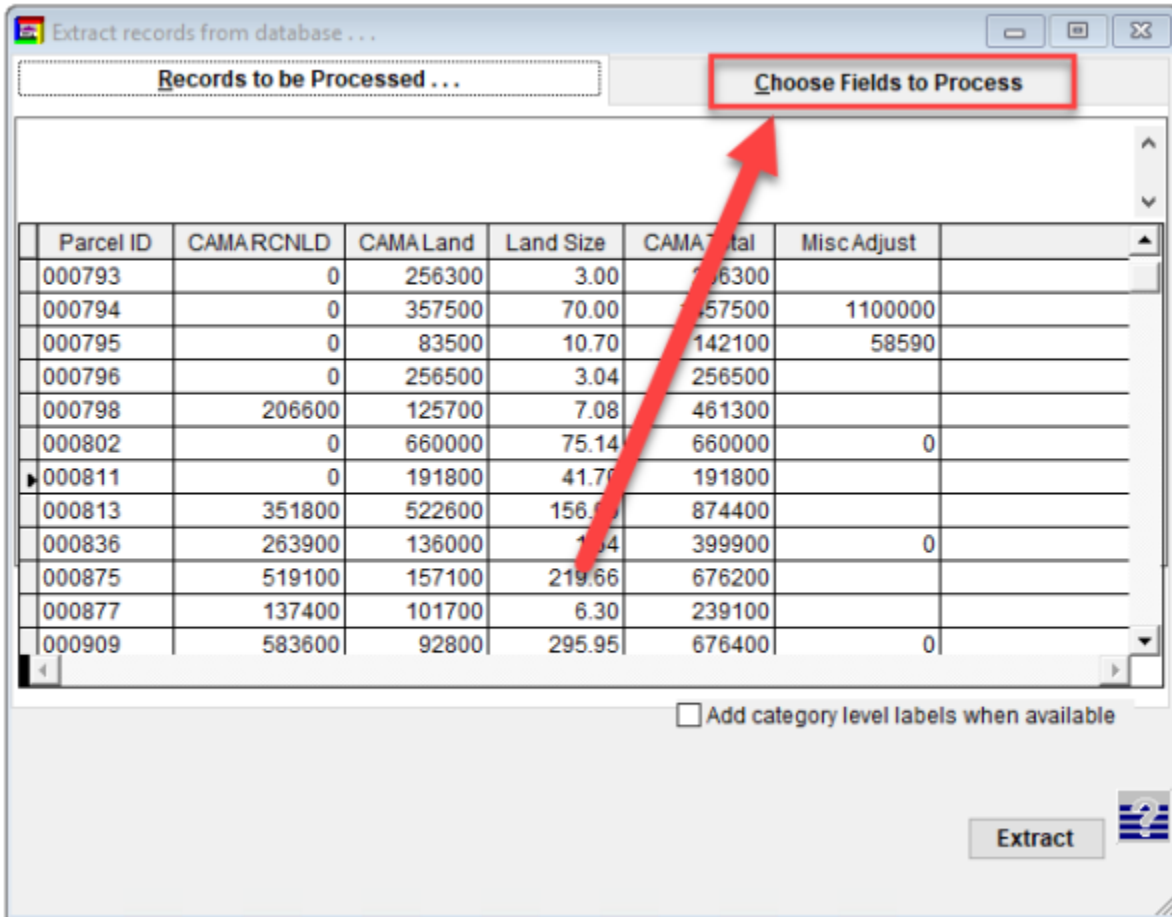 Extract records from database . . .
Records to be Processed . . . Choose Fields to Process
Parcel ID CAMA RCNLD CAMA Land Land Size CAMA Total Misc Adjust
000793 0 256300 3.00
000794 0 357500 70.00 1100000
000795 0 83500 10.70 142100 58590
000796 0 256500 3.04 256500
000798 206600 125700 7.08 461300
000802 0 660000 75.14 660000 0
000811 0 191800 191800
000813 351800 522600 874400
000836 263900 136000 399900 0
000875 519100 157100 219.66 676200
000877 137400 101700 6.30 239100
000909 583600 92800 295.95 676400 0
Add category level labels when available
Extract